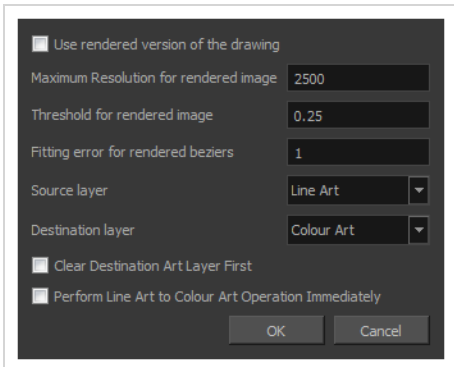 Use rendered version of the drawing
Maximum Resolution for rendered image 2500
Threshold for rendered image 0.25
Fitting error for rendered beziers 1
Source layer Line Art
Destination layer Colour Art
Clear Destination Art Layer First
Perform Line Art to Colour Art Operation Immediately
OK Cancel